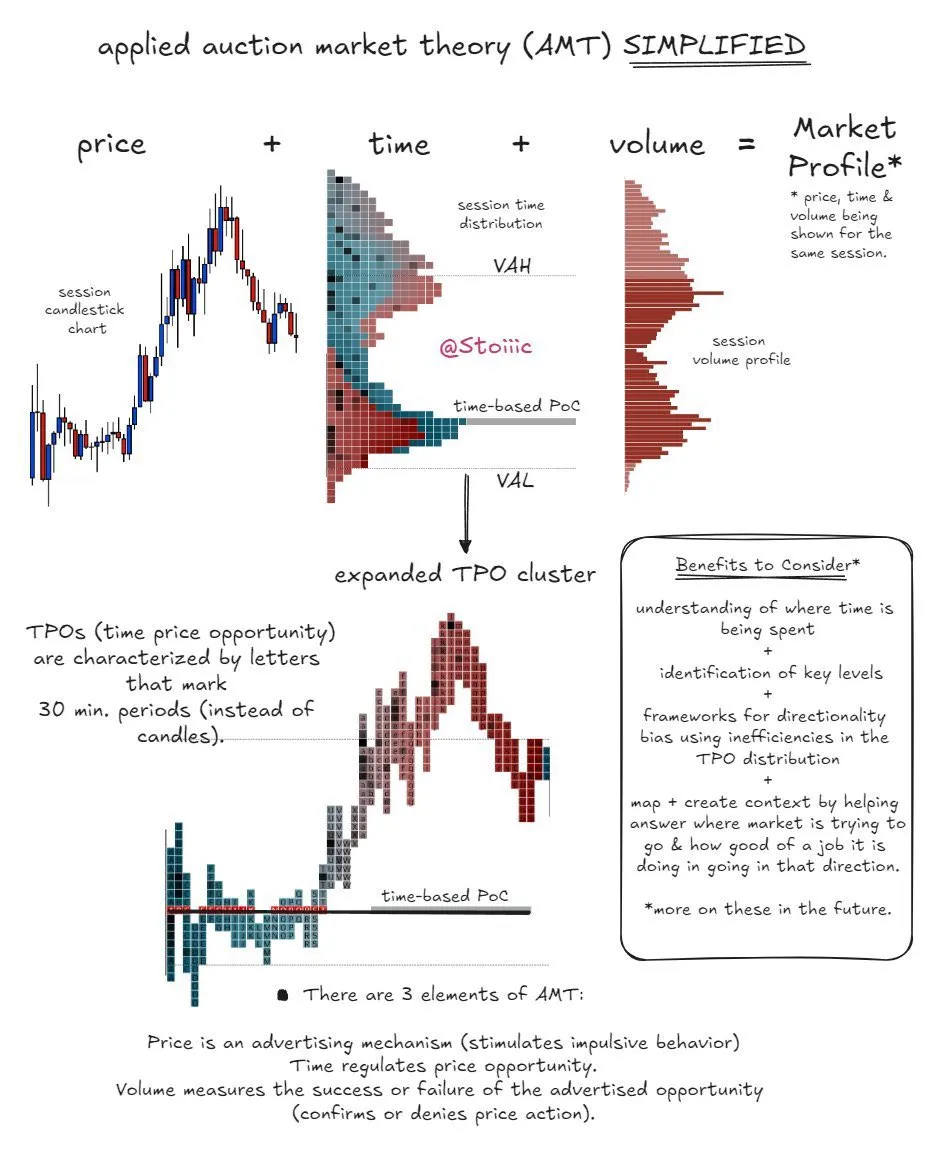 applied auction market theory (AMT) SIMPLIFIED
price + time + volume = Market
Profile*
* price, time &
volume being
shown for the
same session.
session
candlestick
chart
session time
distribution
VAH
@Stoiiic
time-based PoC
VAL
session
volume profile
expanded TPO cluster
TPOs (time price opportunity)
are characterized by letters
that mark
30 min. periods (instead of
candles).
time-based PoC
Benefits to Consider*
understanding of where time is
being spent
+
identification of key levels
+
frameworks for directionality
bias using inefficiencies in the
TPO distribution
+
map + create context by helping
answer where market is trying to
go & how good of a job it is
doing in going in that direction.
*more on these in the future.
There are 3 elements of AMT:
Price is an advertising mechanism (stimulates impulsive behavior)
Time regulates price opportunity.
Volume measures the success or failure of the advertised opportunity
(confirms or denies price action).